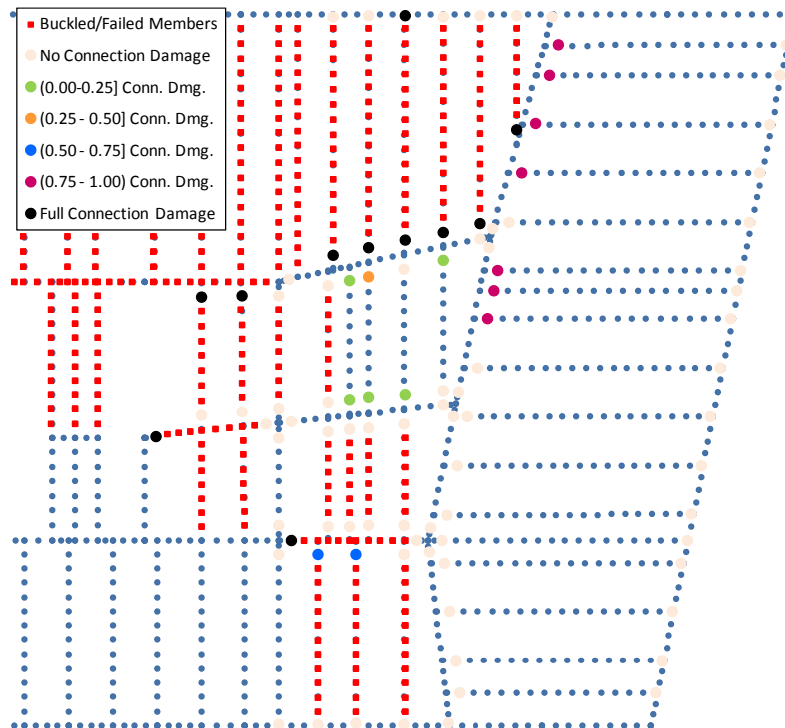 Buckled/Failed Members
No Connection Damage
(0.00-0.25] Conn. Dmg.
(0.25 - 0.50] Conn. Dmg.
(0.50 - 0.75] Conn. Dmg.
(0.75 - 1.00) Conn. Dmg.
Full Connection Damage